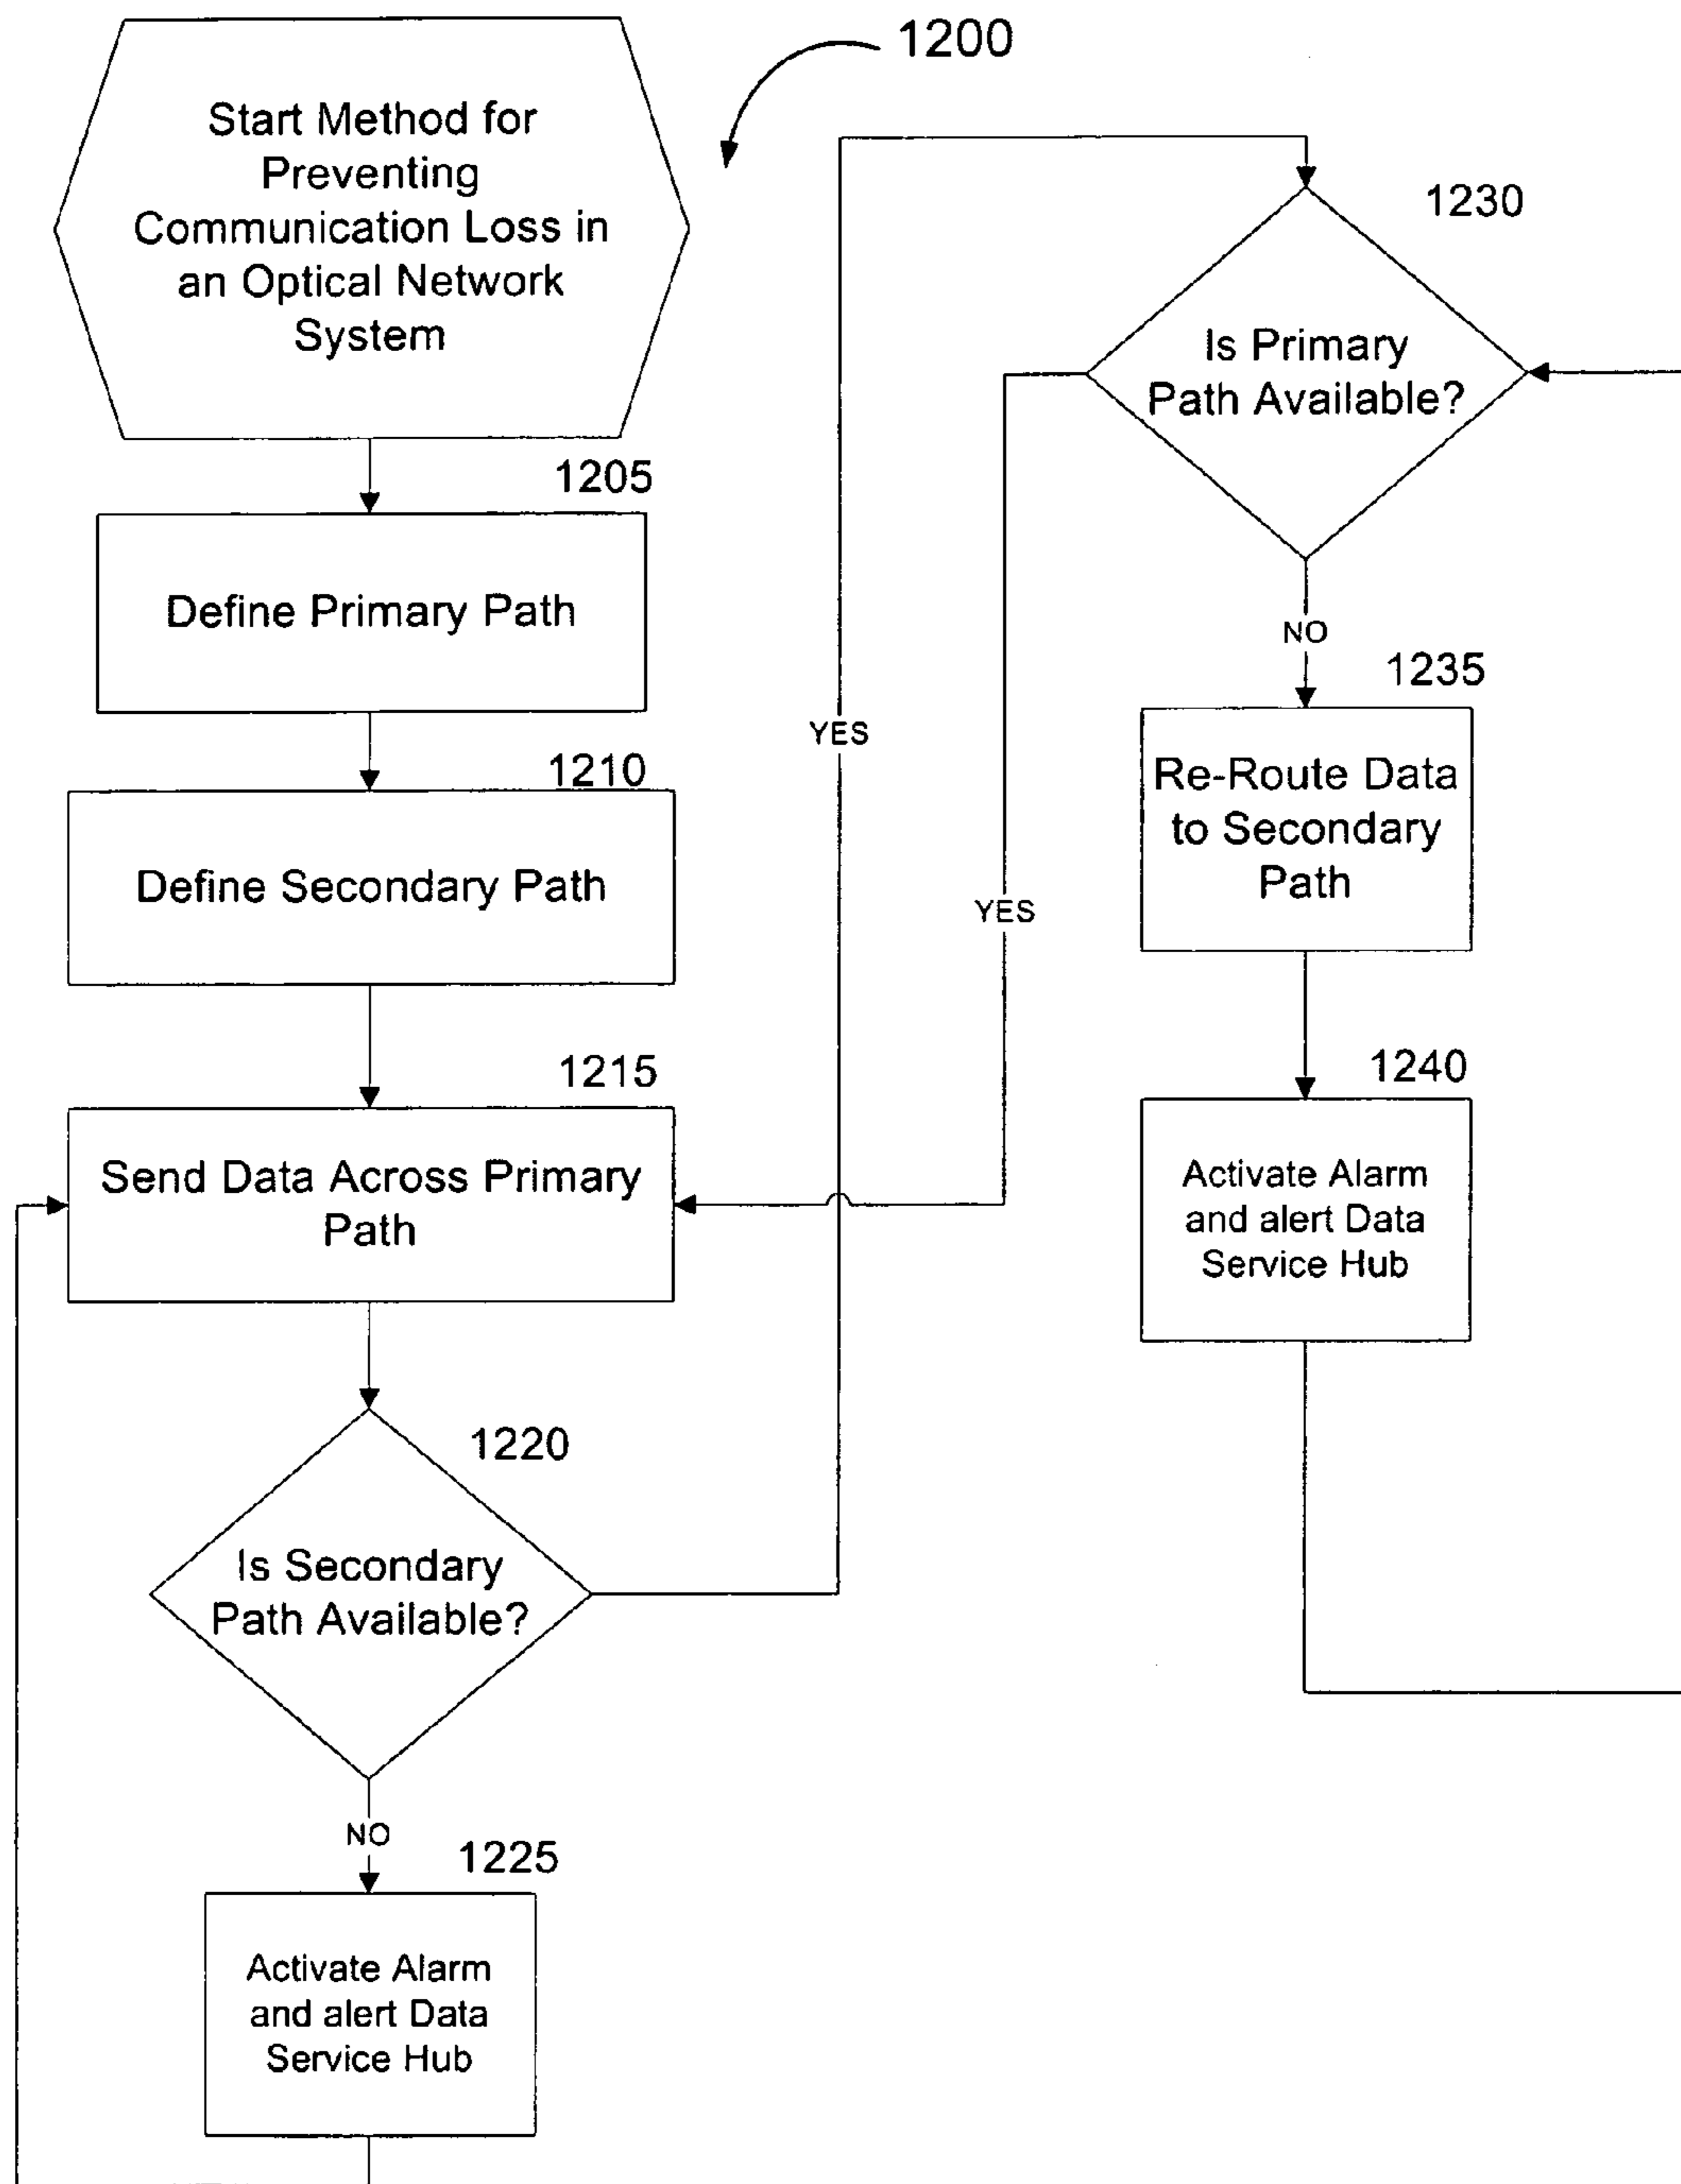 1200
Start Method for
Preventing
Communication Loss in
an Optical Network
System
1205
Define Primary Path
1210
Define Secondary Path
1215
Send Data Across Primary
Path
1220
Is Secondary
Path Available?
NO
1225
Activate Alarm
and alert Data
Service Hub
YES
1230
Is Primary
Path Available?
YES
NO
1235
Re-Route Data
to Secondary
Path
1240
Activate Alarm
and alert Data
Service Hub